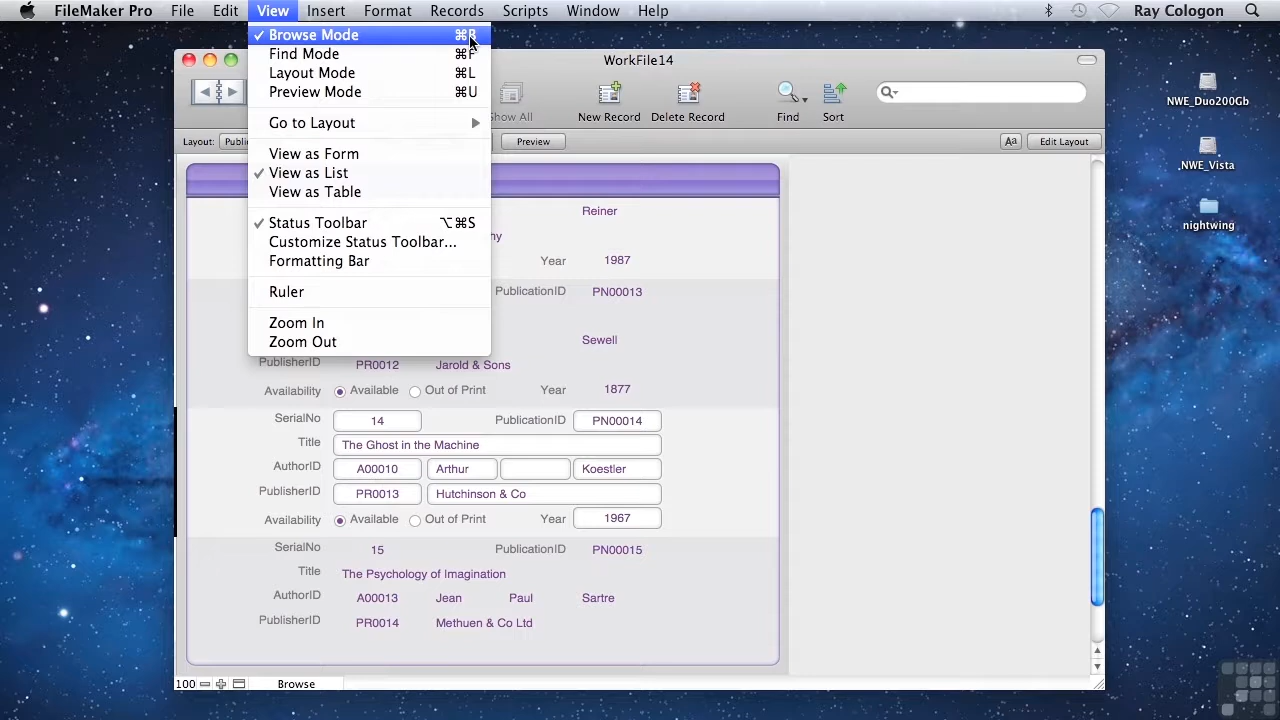 FileMaker Pro File Edit View Insert Format Records Scripts Window Help Ray Cologon
✓ Browse Mode
Find Mode ⌘F
Layout Mode ⌘L
Preview Mode ⌘U
Go to Layout
View as Form
✓ View as List
View as Table
✓ Status Toolbar ⌥⌘S
Customize Status Toolbar...
Formatting Bar
Ruler
Zoom In
Zoom Out
WorkFile14
New Record Delete Record Find Sort
Layout: Preview Aa Edit Layout
Reiner
Year 1987
PublicationID PN00013
Sewell
PublisherID PR0012 Jarold & Sons
Availability Available Out of Print Year 1877
SerialNo 14 PublicationID PN00014
Title The Ghost in the Machine
AuthorID A00010 Arthur Koestler
PublisherID PR0013 Hutchinson & Co
Availability Available Out of Print Year 1967
SerialNo 15 PublicationID PN00015
Title The Psychology of Imagination
AuthorID A00013 Jean Paul Sartre
PublisherID PR0014 Methuen & Co Ltd
100 Browse
NWE_Duo200Gb
NWE_Vista
nightwing